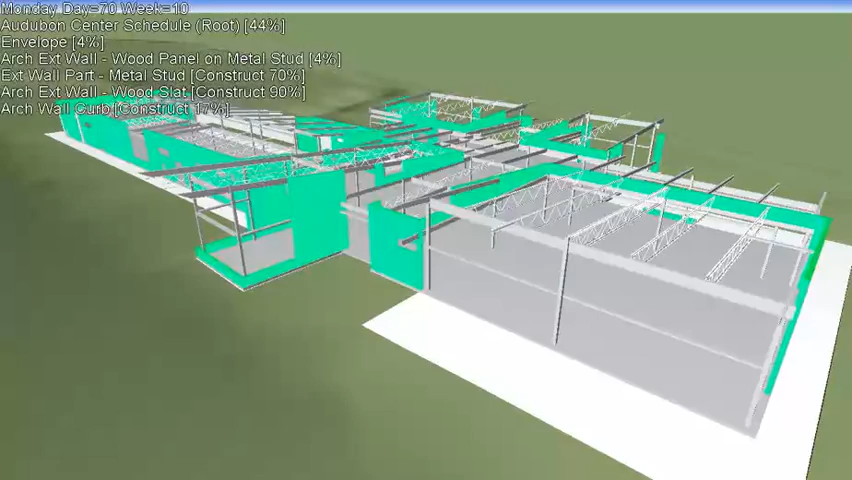 Monday Day=70 Week=10
Audubon Center Schedule (Root) [44%]
Envelope [4%]
Arch Ext Wall - Wood Panel on Metal Stud [4%]
Ext Wall Part - Metal Stud [Construct 70%]
Arch Ext Wall - Wood Slat [Construct 90%]
Arch Wall Curb [Construct 17%]